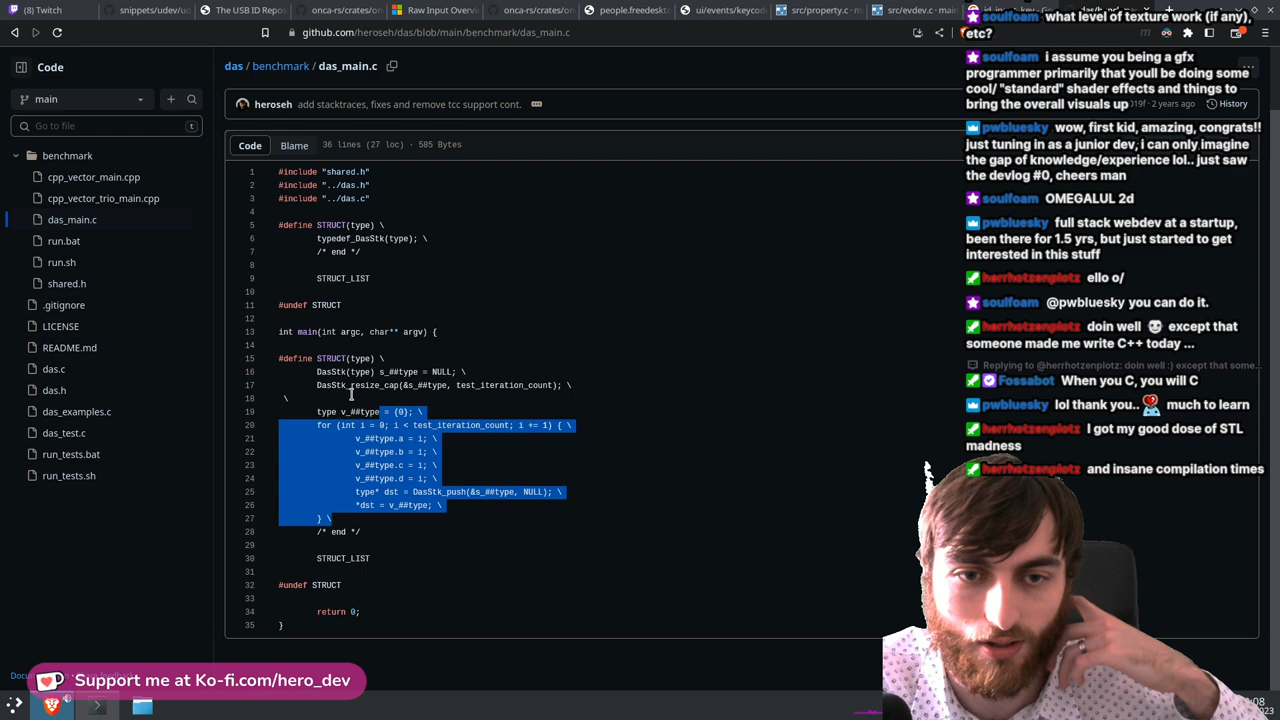 (8) Twitch
snippets/udev/ud
The USB ID Rep
onca-rs/crates/on
Raw Input Overvi
onca-rs/crates/on
people.freedeskt
ui/events/keycod
src/property.c · m
src/evdev.c · main
github.com/heroseh/das/blob/main/benchmark/das_main.c
Code
das / benchmark / das_main.c
main
heroseh add stacktraces, fixes and remove tcc support cont.
019f · 2 years ago
History
Go to file
t
Code
Blame
36 lines (27 loc) · 585 Bytes
benchmark
cpp_vector_main.cpp
cpp_vector_trio_main.cpp
das_main.c
run.bat
run.sh
shared.h
.gitignore
LICENSE
README.md
das.c
das.h
das_examples.c
das_test.c
run_tests.bat
run_tests.sh
1 #include "shared.h"
2 #include "../das.h"
3 #include "../das.c"
4
5 #define STRUCT(type) \
6 typedef_DasStk(type); \
7 /* end */
8
9 STRUCT_LIST
10
11 #undef STRUCT
12
13 int main(int argc, char** argv) {
14
15 #define STRUCT(type) \
16 DasStk(type) s_##type = NULL; \
17 DasStk_resize_cap(&s_##type, test_iteration_count); \
18 \
19 type v_##type = {0}; \
20 for (int i = 0; i < test_iteration_count; i += 1) { \
21 v_##type.a = i; \
22 v_##type.b = i; \
23 v_##type.c = i; \
24 v_##type.d = i; \
25 type* dst = DasStk_push(&s_##type, NULL); \
26 *dst = v_##type; \
27 } \
28 /* end */
29
30 STRUCT_LIST
31
32 #undef STRUCT
33
34 return 0;
35 }
soulfoam what level of texture work (if any),
etc?
soulfoam i assume you being a gfx
programmer primarily that youll be doing some
cool/ "standard" shader effects and things to
bring the overall visuals up
pwbluesky wow, first kid, amazing, congrats!!
just tuning in as a junior dev, i can only imagine
the gap of knowledge/experience lol.. just saw
the devlog #0, cheers man
soulfoam OMEGALUL 2d
pwbluesky full stack webdev at a startup,
been there for 1.5 yrs, but just started to get
interested in this stuff
herrhotzenplotz ello o/
soulfoam @pwbluesky you can do it.
herrhotzenplotz doin well except that
someone made me write C++ today ...
Replying to @herrhotzenplotz: doin well :) except that some...
Fossabot When you C, you will C
pwbluesky lol thank you.. much to learn
herrhotzenplotz I got my good dose of STL
madness
herrhotzenplotz and insane compilation times
Support me at Ko-fi.com/hero_dev